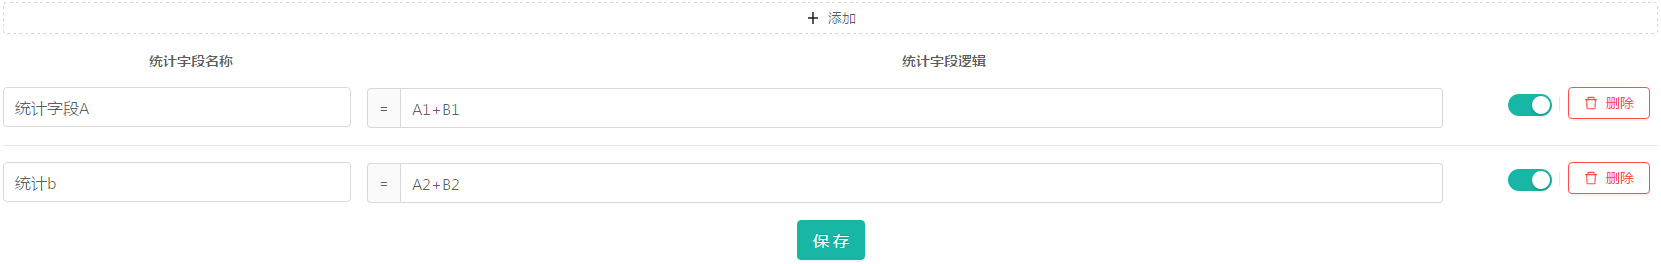 + 添加
统计字段名称 统计字段逻辑
统计字段A = A1+B1 删除
统计b = A2+B2 删除
保存